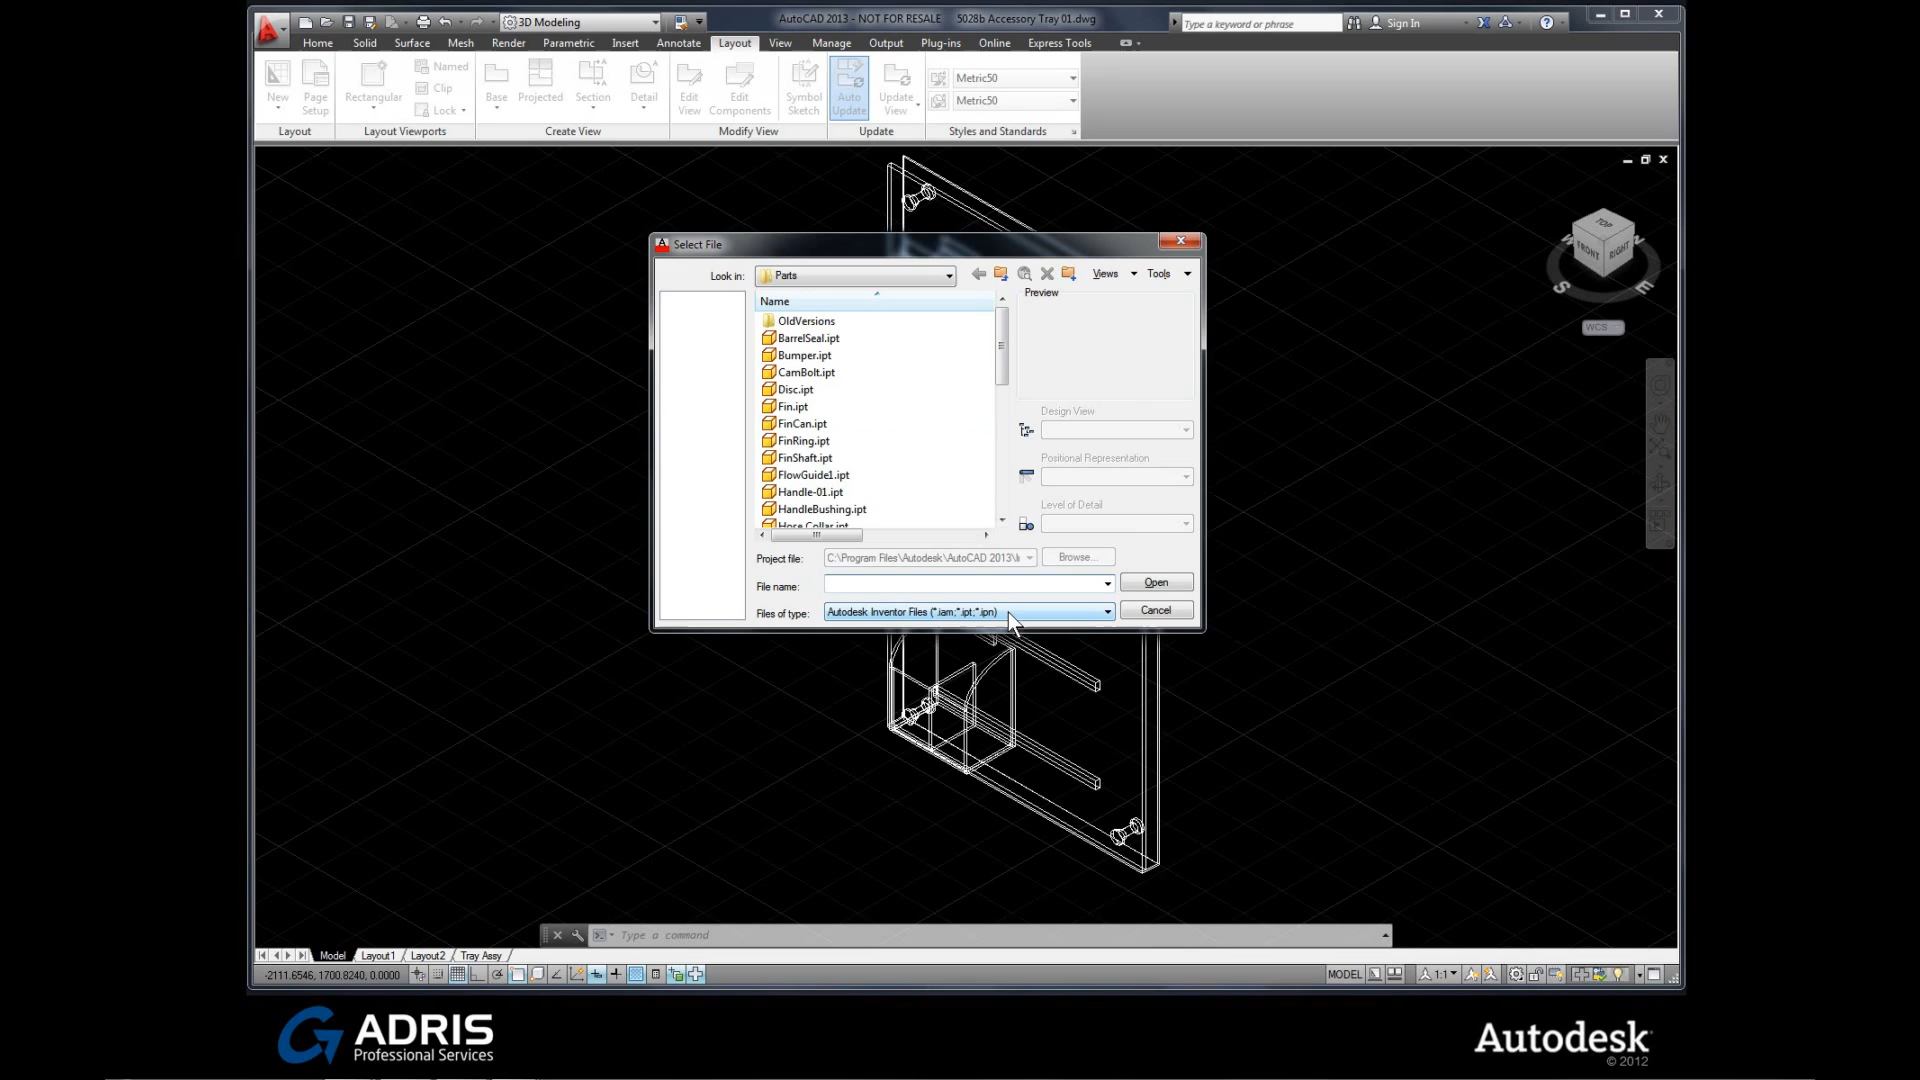 3D Modeling
AutoCAD 2013 - NOT FOR RESALE 5028b Accessory Tray 01.dwg
Type a keyword or phrase
Sign In
Home Solid Surface Mesh Render Parametric Insert Annotate Layout View Manage Output Plug-ins Online Express Tools
New
Page Setup
Rectangular
Named
Clip
Lock
Base
Projected
Section
Detail
Edit View
Edit Components
Symbol Sketch
Auto Update
Update View
Metric50
Metric50
Layout
Layout Viewports
Create View
Modify View
Update
Styles and Standards
TOP
FRONT
RIGHT
S
E
WCS
Select File
Look in:
Parts
Views
Tools
Name
Preview
OldVersions
BarrelSeal.ipt
Bumper.ipt
CamBolt.ipt
Disc.ipt
Fin.ipt
FinCan.ipt
FinRing.ipt
FinShaft.ipt
FlowGuide1.ipt
Handle-01.ipt
HandleBushing.ipt
Hose Collar.ipt
Design View
Positional Representation
Level of Detail
Project file:
C:\Program Files\Autodesk\AutoCAD 2013\I
Browse...
File name:
Open
Files of type:
Autodesk Inventor Files (*.iam;*.ipt;*.ipn)
Cancel
Type a command
Model Layout1 Layout2 Tray Assy
-2111.6546, 1700.8240, 0.0000
MODEL
1:1
ADRIS
Professional Services
Autodesk
© 2012